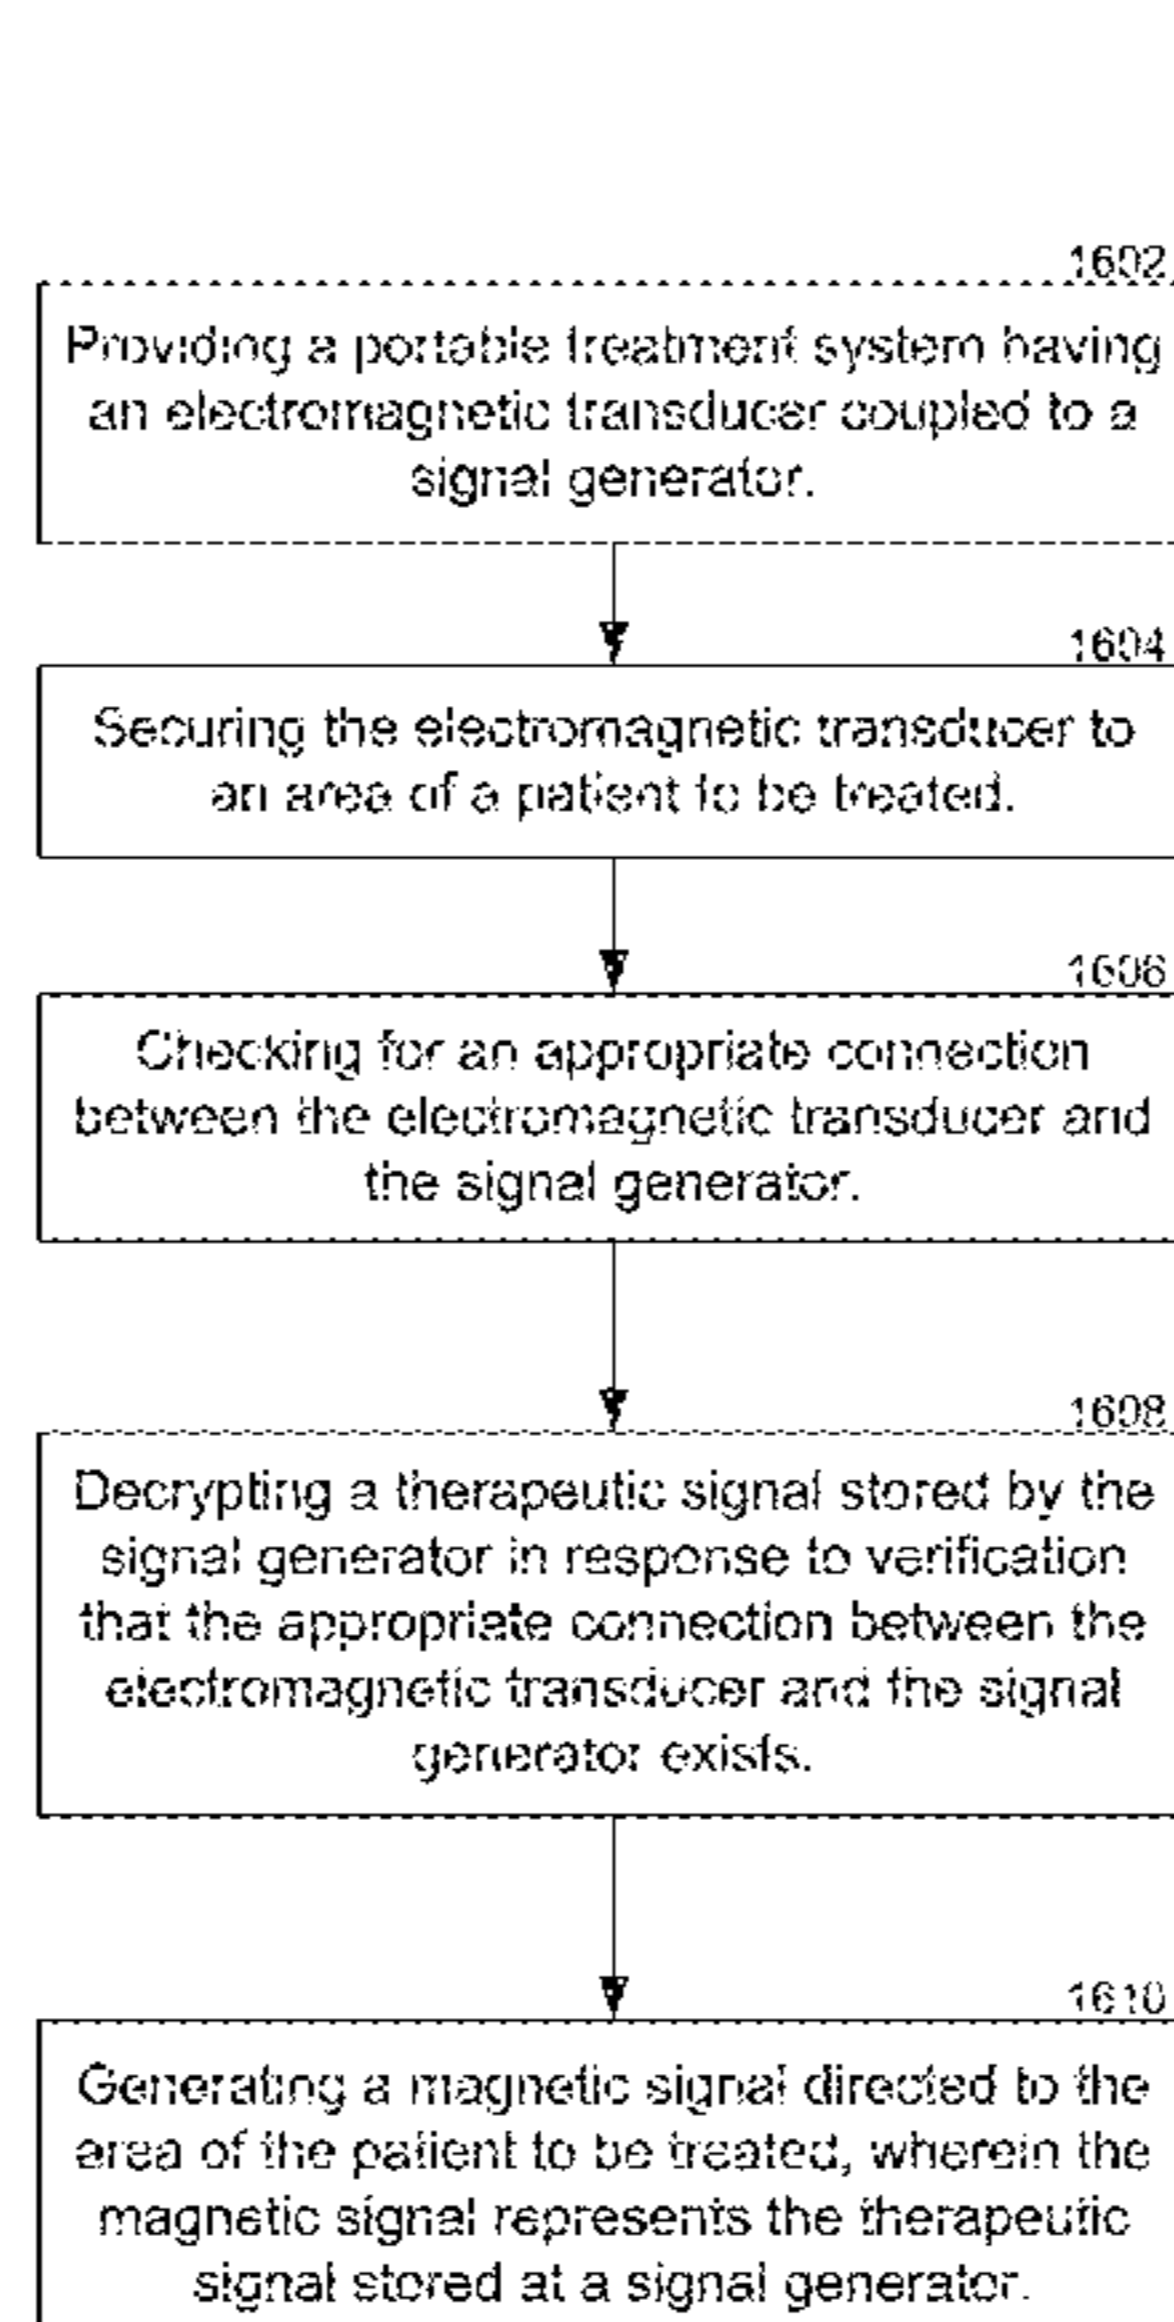 1602
Providing a portable treatment system having
an electromagnetic transducer coupled to a
signal generator.
1604
Securing the electromagnetic transducer to
an area of a patient to be treated.
1606
Checking for an appropriate connection
between the electromagnetic transducer and
the signal generator.
1608
Decrypting a therapeutic signal stored by the
signal generator in response to verification
that the appropriate connection between the
electromagnetic transducer and the signal
generator exists.
1610
Generating a magnetic signal directed to the
area of the patient to be treated, wherein the
magnetic signal represents the therapeutic
signal stored at a signal generator.